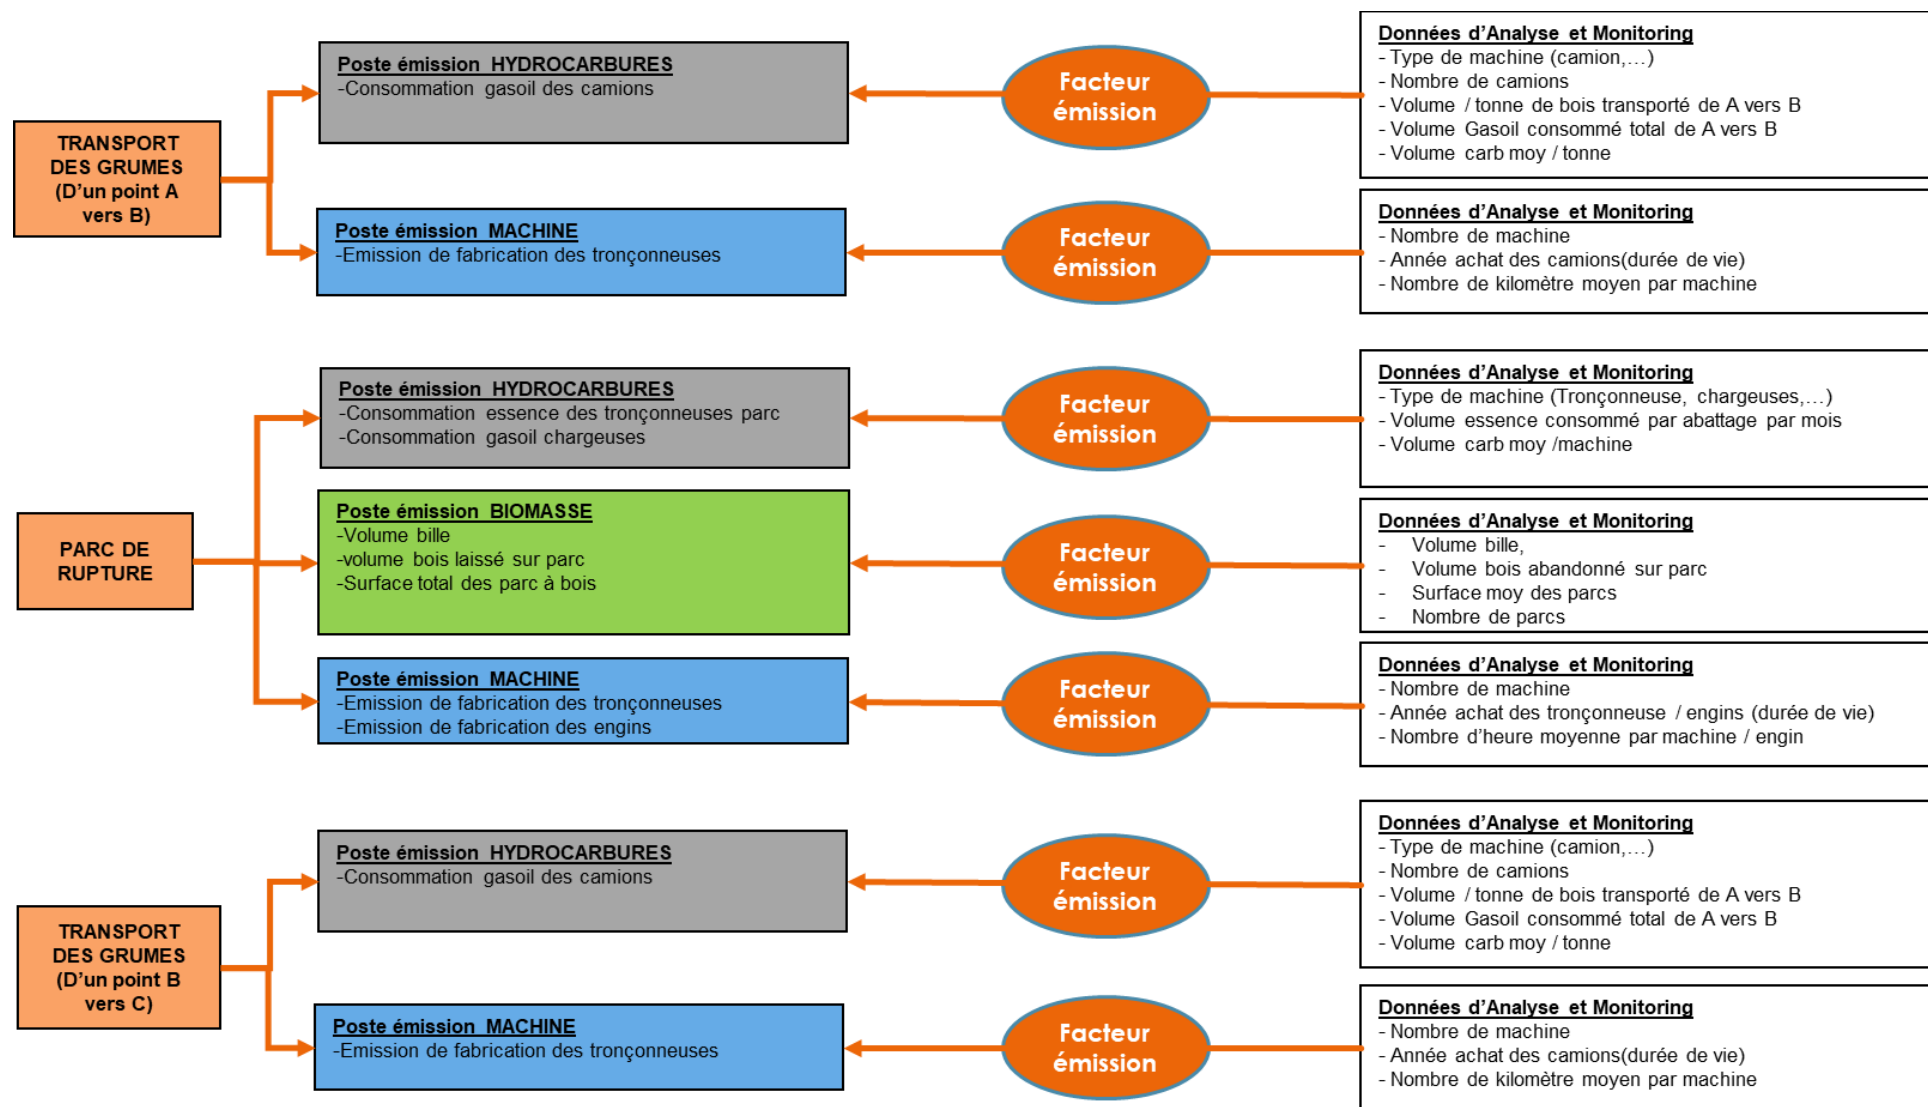 TRANSPORT
DES GRUMES
(D'un point A
vers B)
Poste émission HYDROCARBURES
-Consommation gasoil des camions
Facteur
émission
Données d'Analyse et Monitoring
- Type de machine (camion,…)
- Nombre de camions
- Volume / tonne de bois transporté de A vers B
- Volume Gasoil consommé total de A vers B
- Volume carb moy / tonne
Poste émission MACHINE
-Emission de fabrication des tronçonneuses
Facteur
émission
Données d'Analyse et Monitoring
- Nombre de machine
- Année achat des camions(durée de vie)
- Nombre de kilomètre moyen par machine
PARC DE
RUPTURE
Poste émission HYDROCARBURES
-Consommation essence des tronçonneuses parc
-Consommation gasoil chargeuses
Facteur
émission
Données d'Analyse et Monitoring
- Type de machine (Tronçonneuse, chargeuses,…)
- Volume essence consommé par abattage par mois
- Volume carb moy /machine
Poste émission BIOMASSE
-Volume bille
-volume bois laissé sur parc
-Surface total des parc à bois
Facteur
émission
Données d'Analyse et Monitoring
- Volume bille,
- Volume bois abandonné sur parc
- Surface moy des parcs
- Nombre de parcs
Poste émission MACHINE
-Emission de fabrication des tronçonneuses
-Emission de fabrication des engins
Facteur
émission
Données d'Analyse et Monitoring
- Nombre de machine
- Année achat des tronçonneuse / engins (durée de vie)
- Nombre d'heure moyenne par machine / engin
TRANSPORT
DES GRUMES
(D'un point B
vers C)
Poste émission HYDROCARBURES
-Consommation gasoil des camions
Facteur
émission
Données d'Analyse et Monitoring
- Type de machine (camion,…)
- Nombre de camions
- Volume / tonne de bois transporté de A vers B
- Volume Gasoil consommé total de A vers B
- Volume carb moy / tonne
Poste émission MACHINE
-Emission de fabrication des tronçonneuses
Facteur
émission
Données d'Analyse et Monitoring
- Nombre de machine
- Année achat des camions(durée de vie)
- Nombre de kilomètre moyen par machine